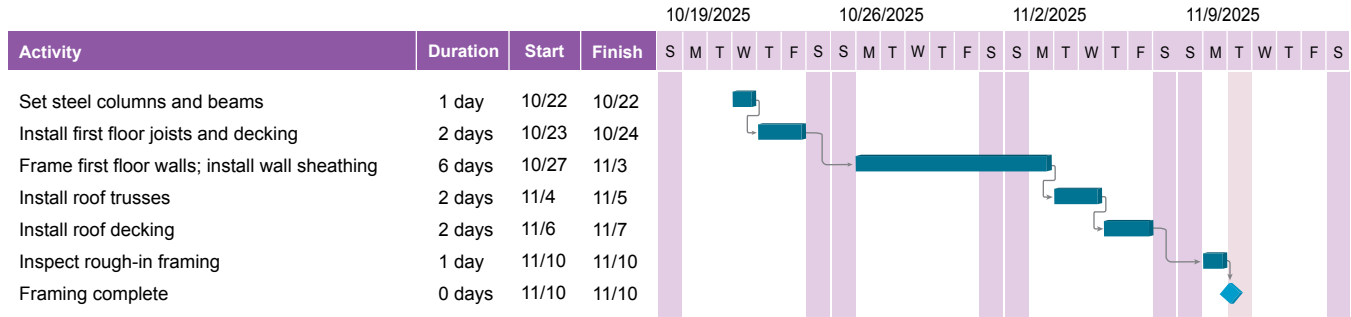 10/19/2025 10/26/2025 11/2/2025 11/9/2025
Activity Duration Start Finish S M T W T F S S M T W T F S S M T W T F S S M T W T F S
Set steel columns and beams 1 day 10/22 10/22
Install first floor joists and decking 2 days 10/23 10/24
Frame first floor walls; install wall sheathing 6 days 10/27 11/3
Install roof trusses 2 days 11/4 11/5
Install roof decking 2 days 11/6 11/7
Inspect rough-in framing 1 day 11/10 11/10
Framing complete 0 days 11/10 11/10